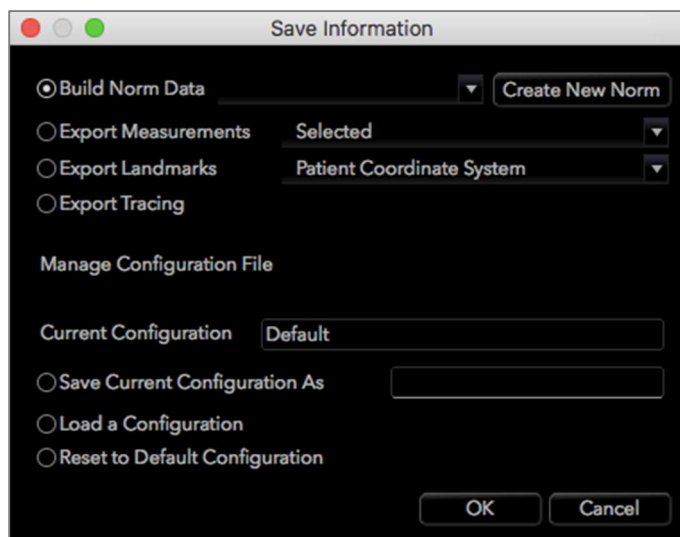 Save Information
Build Norm Data Create New Norm
Export Measurements Selected
Export Landmarks Patient Coordinate System
Export Tracing
Manage Configuration File
Current Configuration Default
Save Current Configuration As
Load a Configuration
Reset to Default Configuration
OK Cancel